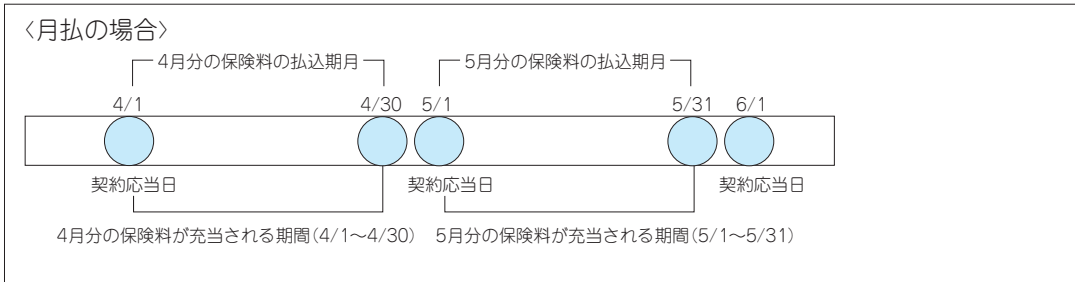 〈月払の場合〉
4月分の保険料の払込期月 5月分の保険料の払込期月
4/1 4/30 5/1 5/31 6/1
契約応当日 契約応当日 契約応当日
4月分の保険料が充当される期間(4/1〜4/30) 5月分の保険料が充当される期間(5/1〜5/31)